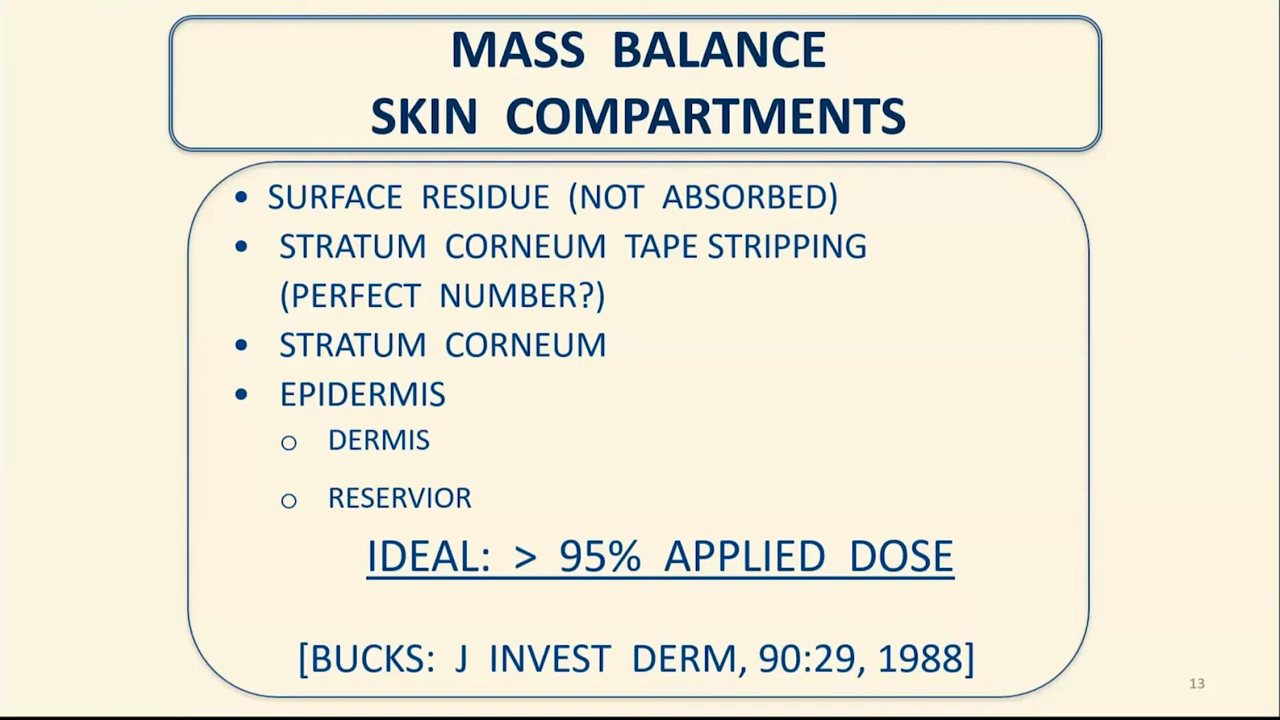 MASS BALANCE
SKIN COMPARTMENTS
• SURFACE RESIDUE (NOT ABSORBED)
• STRATUM CORNEUM TAPE STRIPPING
(PERFECT NUMBER?)
• STRATUM CORNEUM
• EPIDERMIS
o DERMIS
o RESERVIOR
IDEAL: > 95% APPLIED DOSE
[BUCKS: J INVEST DERM, 90:29, 1988]
13